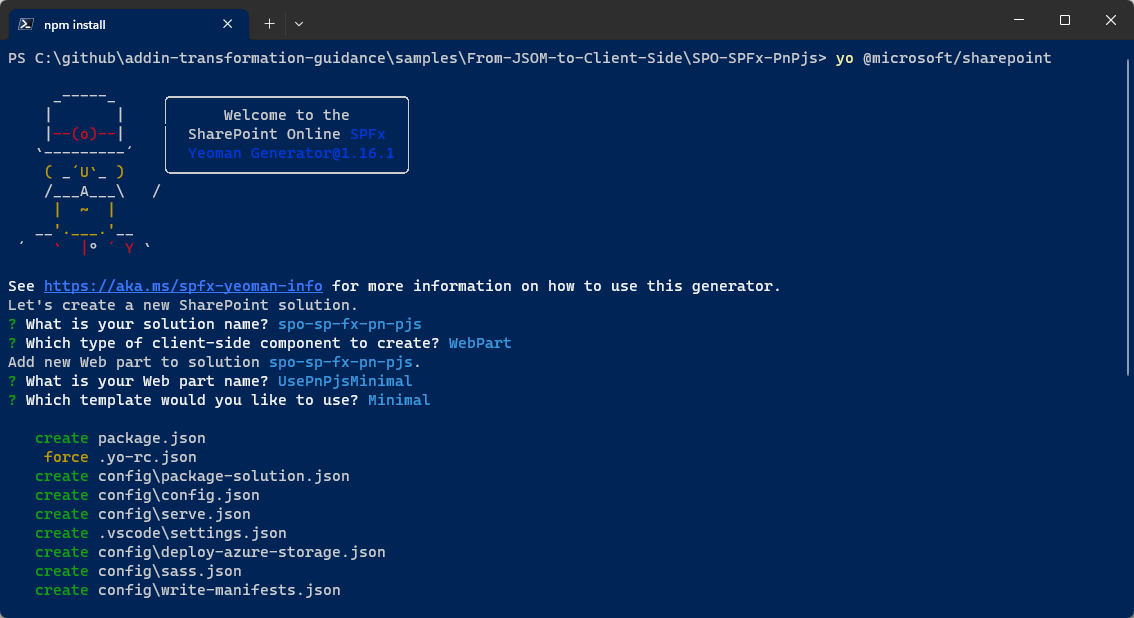 npm install
PS C:\github\addin-transformation-guidance\samples\From-JSOM-to-Client-Side\SPO-SPFx-PnPjs> yo @microsoft/sharepoint
     _-----_
    |       |
    |--(o)--|
   `---------´
    ( _´U`_ )
    /___A___\   /
     |  ~  |
   __'.___.'__
 ´   `  |° ´ Y `
Welcome to the
SharePoint Online SPFx
Yeoman Generator@1.16.1
See https://aka.ms/spfx-yeoman-info for more information on how to use this generator.
Let's create a new SharePoint solution.
? What is your solution name? spo-sp-fx-pn-pjs
? Which type of client-side component to create? WebPart
Add new Web part to solution spo-sp-fx-pn-pjs.
? What is your Web part name? UsePnPjsMinimal
? Which template would you like to use? Minimal
create package.json
force .yo-rc.json
create config\package-solution.json
create config\config.json
create config\serve.json
create .vscode\settings.json
create config\deploy-azure-storage.json
create config\sass.json
create config\write-manifests.json